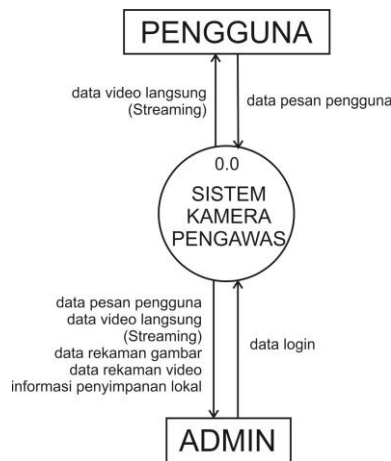 PENGGUNA
data video langsung
(Streaming)
data pesan pengguna
0.0
SISTEM
KAMERA
PENGAWAS
data pesan pengguna
data video langsung
(Streaming)
data rekaman gambar
data rekaman video
informasi penyimpanan lokal
data login
ADMIN